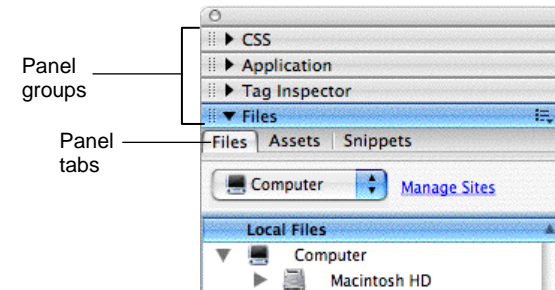 CSS
Application
Panel groups
Tag Inspector
Files
Panel tabs
Files Assets Snippets
Computer Manage Sites
Local Files
Computer
Macintosh HD